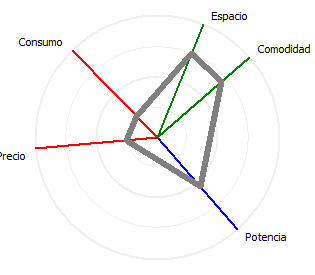 Espacio
Consumo
Comodidad
Precio
Potencia